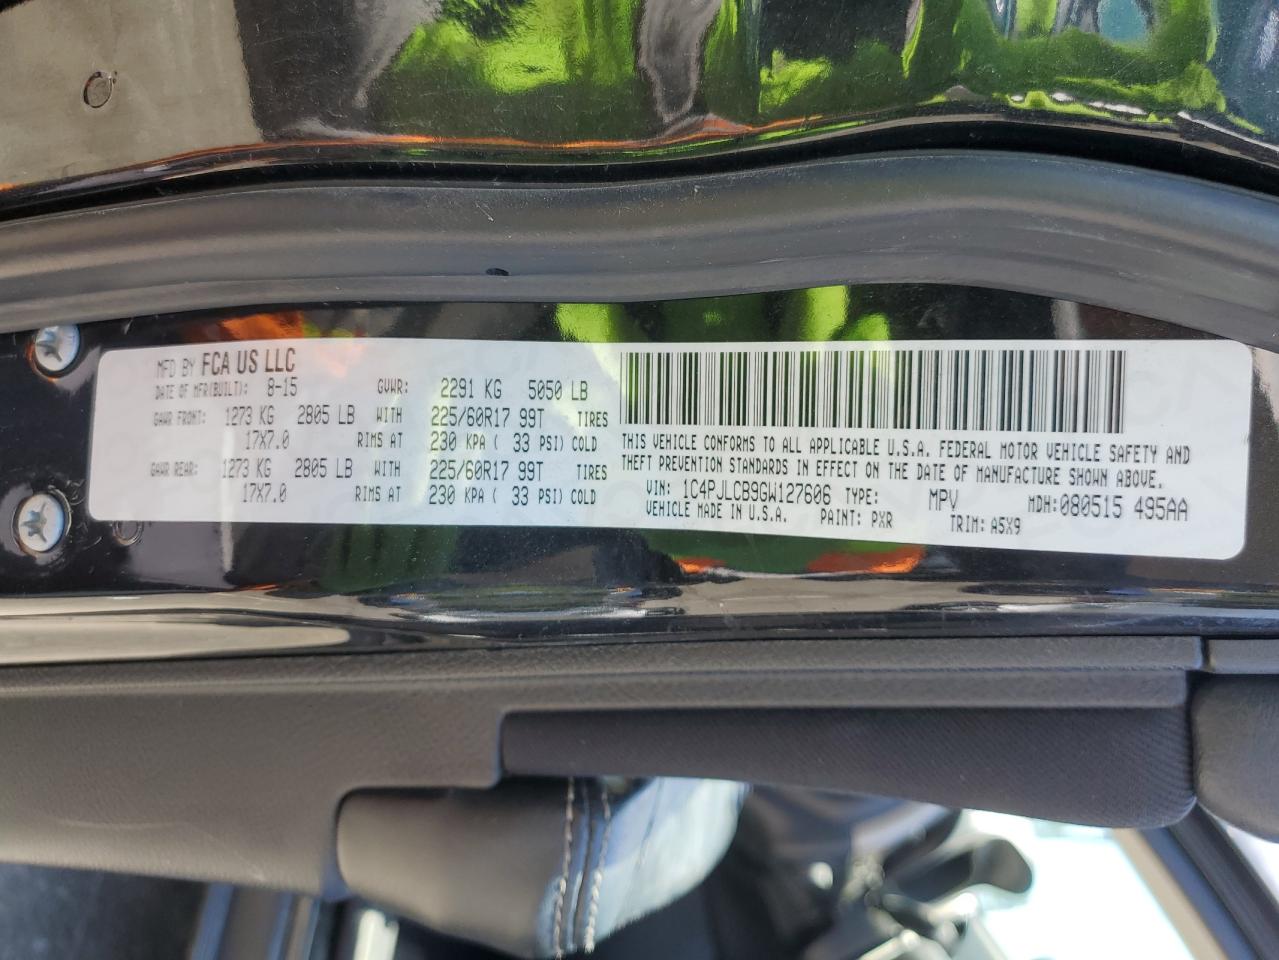 MFD BY FCA US LLC
DATE OF MFR(BUILT): 8-15 GVWR: 2291 KG 5050 LB
GAWR FRONT: 1273 KG 2805 LB WITH 225/60R17 99T TIRES
17X7.0 RIMS AT 230 KPA ( 33 PSI) COLD
GAWR REAR: 1273 KG 2805 LB WITH 225/60R17 99T TIRES
17X7.0 RIMS AT 230 KPA ( 33 PSI) COLD
THIS VEHICLE CONFORMS TO ALL APPLICABLE U.S.A. FEDERAL MOTOR VEHICLE SAFETY AND
THEFT PREVENTION STANDARDS IN EFFECT ON THE DATE OF MANUFACTURE SHOWN ABOVE.
VIN: 1C4PJLCB9GW127606 TYPE: MPV MDH:080515 495AA
VEHICLE MADE IN U.S.A. PAINT: PXR TRIM: A5X9